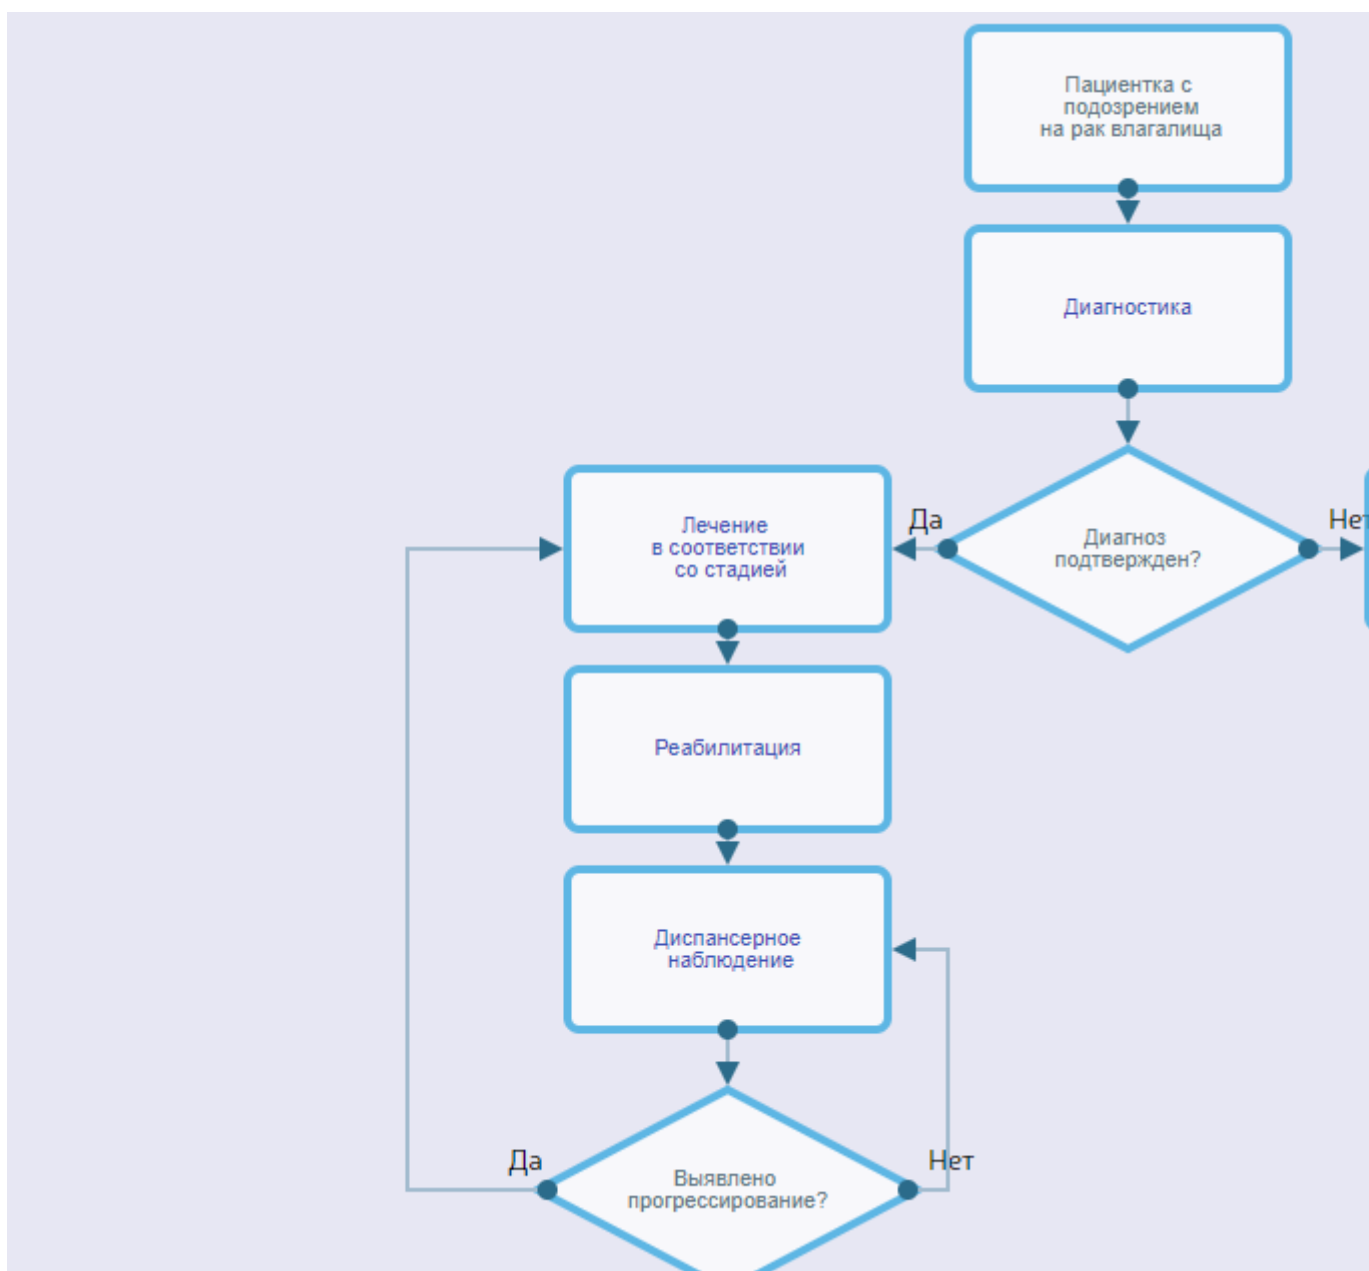 Пациентка с
подозрением
на рак влагалища
Диагностика
Да
Диагноз
подтвержден?
Нет
Лечение
в соответствии
со стадией
Реабилитация
Диспансерное
наблюдение
Да
Выявлено
прогрессирование?
Нет